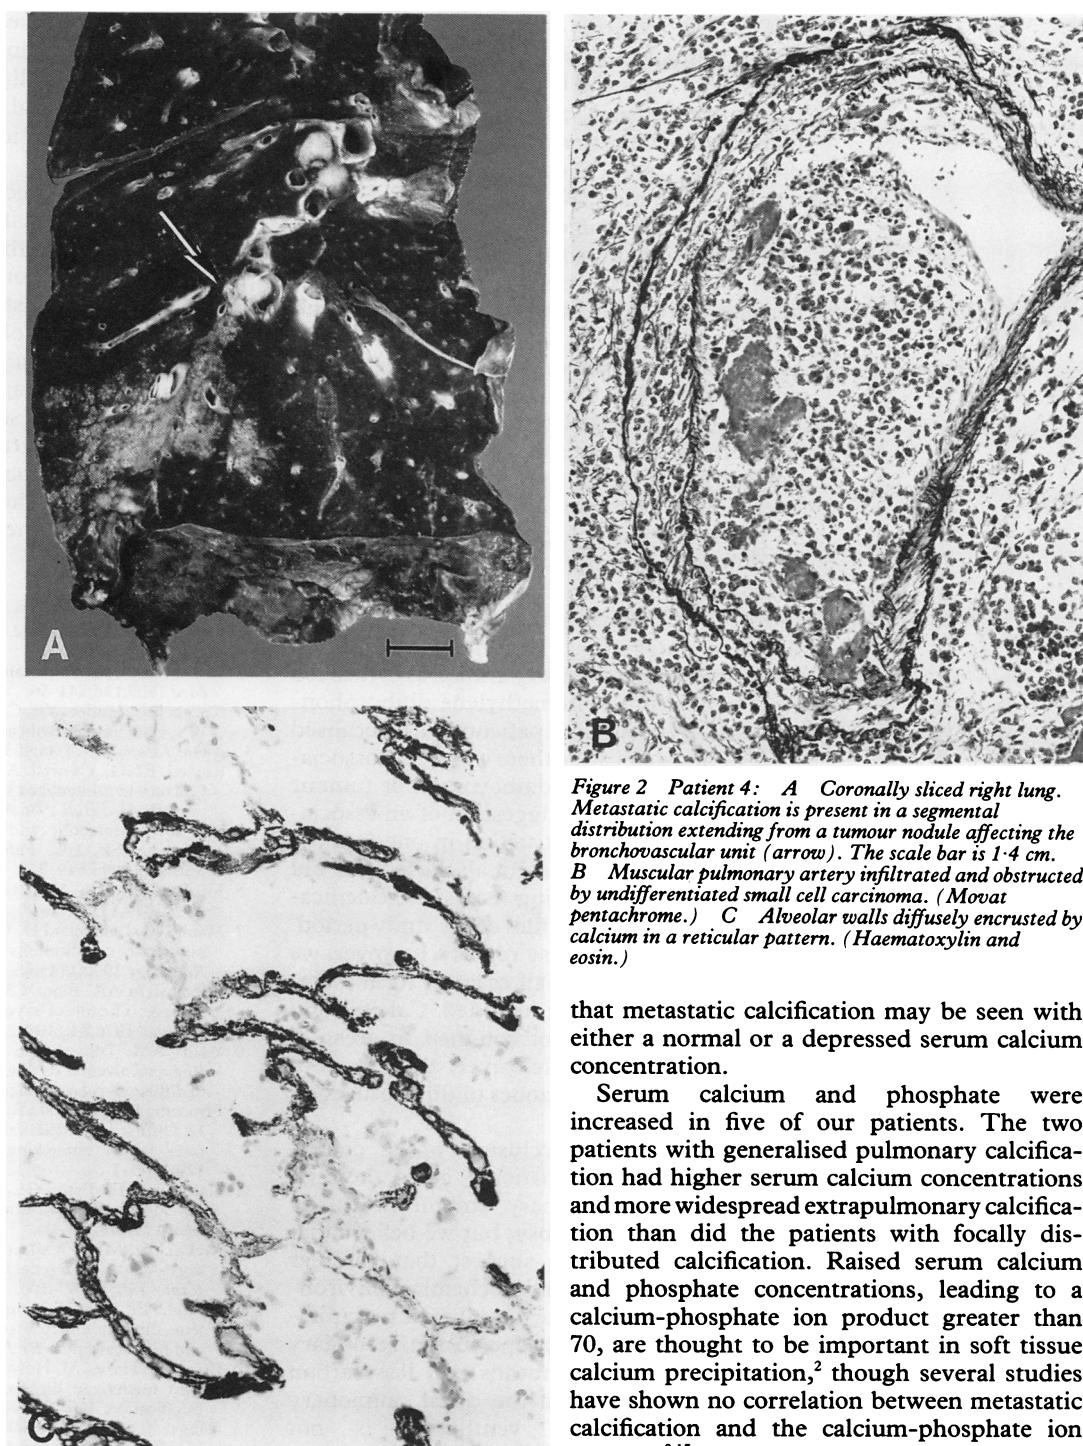 A
B
C
Figure 2 Patient 4: A Coronally sliced right lung.
Metastatic calcification is present in a segmental
distribution extending from a tumour nodule affecting the
bronchovascular unit (arrow). The scale bar is 1·4 cm.
B Muscular pulmonary artery infiltrated and obstructed
by undifferentiated small cell carcinoma. (Movat
pentachrome.) C Alveolar walls diffusely encrusted by
calcium in a reticular pattern. (Haematoxylin and
eosin.)
that metastatic calcification may be seen with
either a normal or a depressed serum calcium
concentration.
Serum calcium and phosphate were
increased in five of our patients. The two
patients with generalised pulmonary calcifica-
tion had higher serum calcium concentrations
and more widespread extrapulmonary calcifica-
tion than did the patients with focally dis-
tributed calcification. Raised serum calcium
and phosphate concentrations, leading to a
calcium-phosphate ion product greater than
70, are thought to be important in soft tissue
calcium precipitation,² though several studies
have shown no correlation between metastatic
calcification and the calcium-phosphate ion